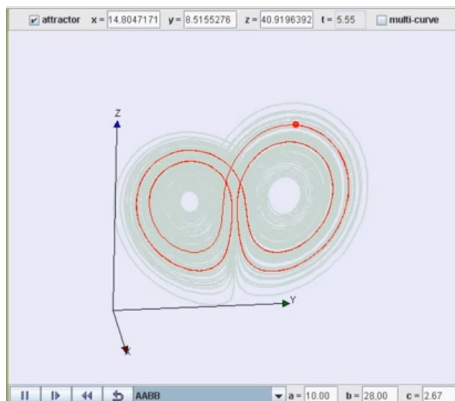 attractor x = 14.8047171 y = 8.5155276 z = 40.9196392 t = 5.55 multi-curve
Z
Y
X
AABB a = 10.00 b = 28.00 c = 2.67